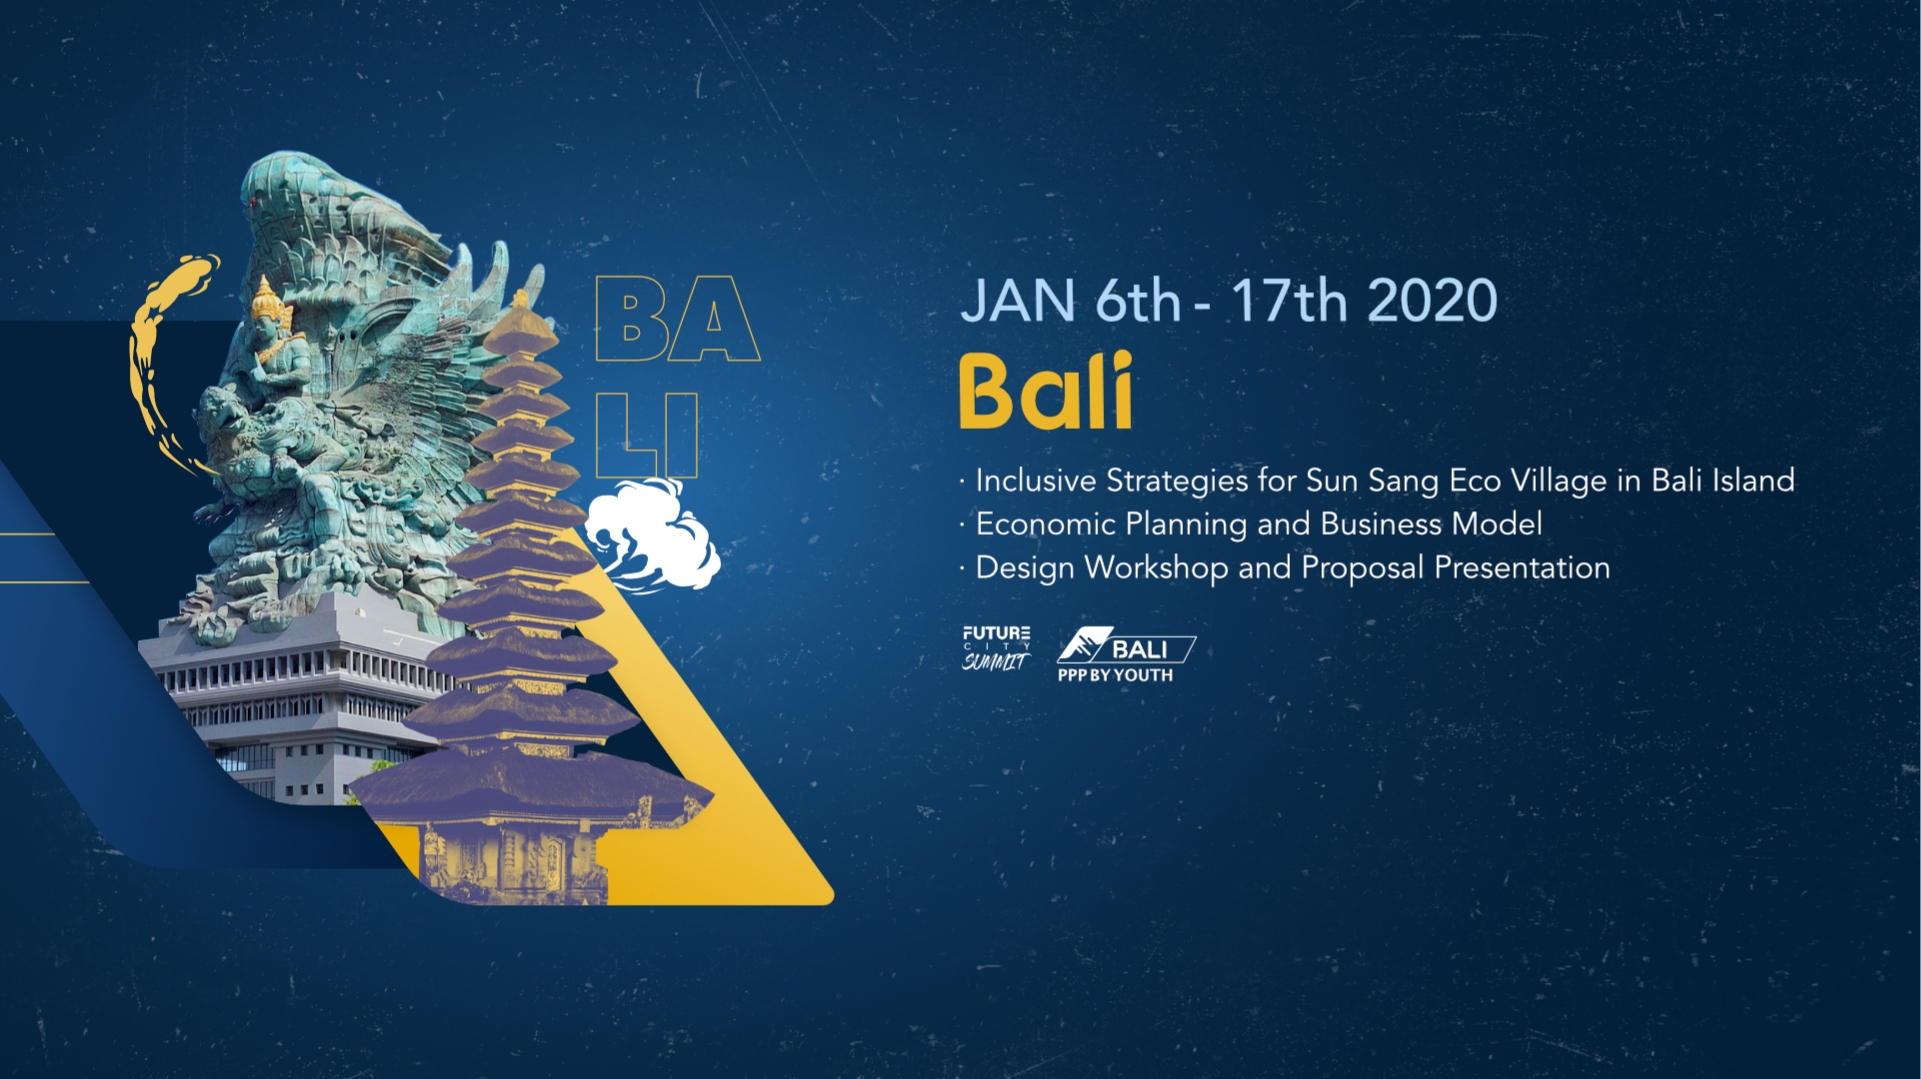 BA
LI
JAN 6th - 17th 2020
Bali
· Inclusive Strategies for Sun Sang Eco Village in Bali Island
· Economic Planning and Business Model
· Design Workshop and Proposal Presentation
FUTURE
CITY
SUMMIT
BALI
PPP BY YOUTH